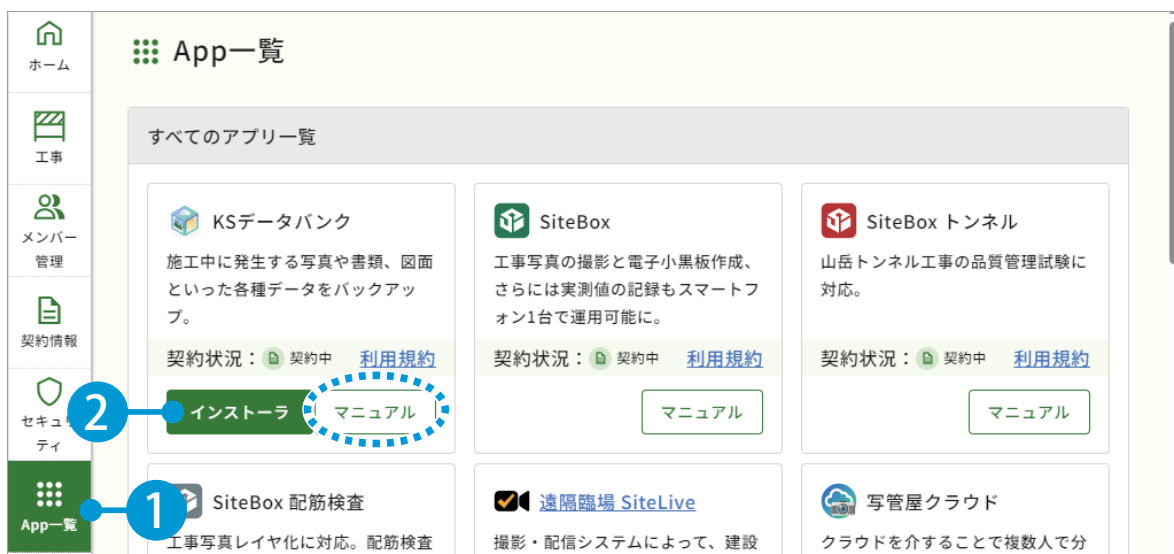 ホーム
工事
メンバー
管理
契約情報
セキュリ
ティ
App一覧
App一覧
すべてのアプリ一覧
KSデータバンク
施工中に発生する写真や書類、図面
といった各種データをバックアッ
プ。
契約状況： 契約中 利用規約
2
インストーラ マニュアル
SiteBox
工事写真の撮影と電子小黒板作成、
さらには実測値の記録もスマートフ
ォン1台で運用可能に。
契約状況： 契約中 利用規約
マニュアル
SiteBox トンネル
山岳トンネル工事の品質管理試験に
対応。
契約状況： 契約中 利用規約
マニュアル
1
SiteBox 配筋検査
工事写真レイヤ化に対応。配筋検査
遠隔臨場 SiteLive
撮影・配信システムによって、建設
写管屋クラウド
クラウドを介することで複数人で分